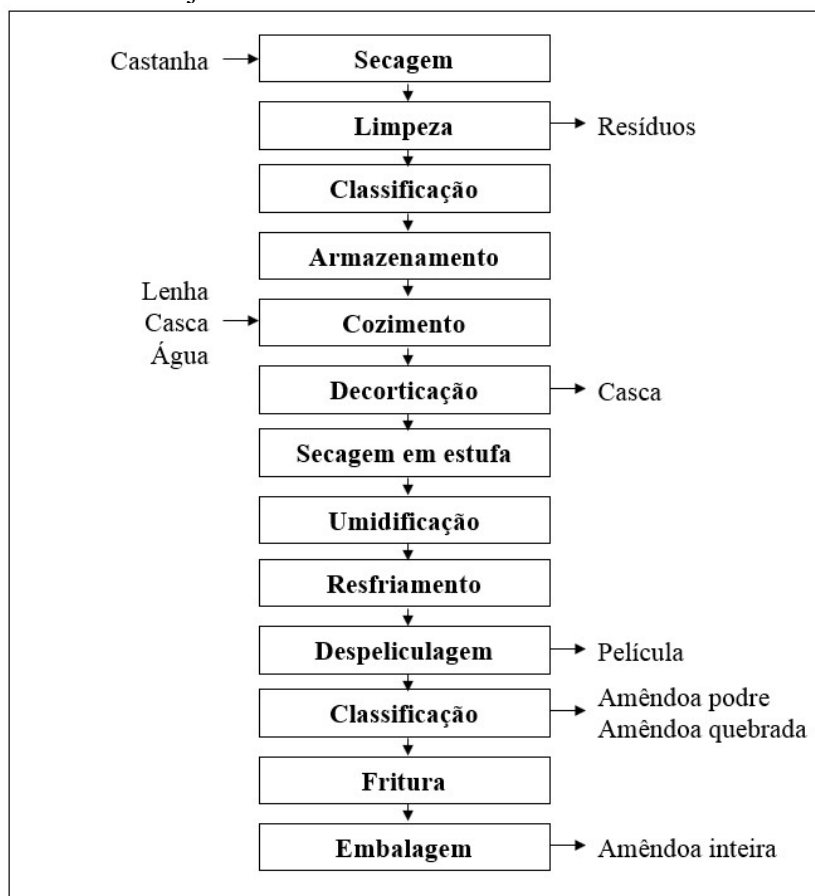 Castanha
Secagem
Limpeza
Resíduos
Classificação
Armazenamento
Lenha
Casca
Água
Cozimento
Decorticação
Casca
Secagem em estufa
Umidificação
Resfriamento
Despeliculagem
Película
Classificação
Amêndoa podre
Amêndoa quebrada
Fritura
Embalagem
Amêndoa inteira